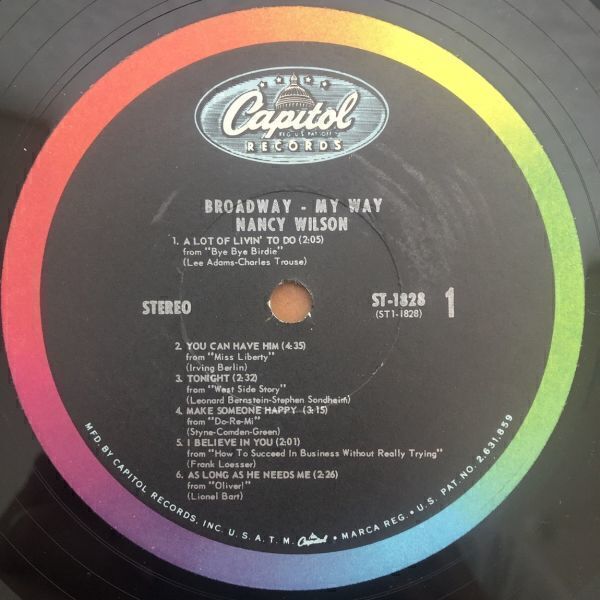 Capitol
REG. U.S. PAT. OFF.
RECORDS
BROADWAY - MY WAY
NANCY WILSON
1. A LOT OF LIVIN' TO DO (2:05)
from "Bye Bye Birdie"
(Lee Adams-Charles Trouse)
STEREO
ST-1828 1
(ST1-1828)
2. YOU CAN HAVE HIM (4:35)
from "Miss Liberty"
(Irving Berlin)
3. TONIGHT (2:32)
from "West Side Story"
(Leonard Bernstein-Stephen Sondheim)
4. MAKE SOMEONE HAPPY (3:15)
from "Do-Re-Mi"
(Styne-Comden-Green)
5. I BELIEVE IN YOU (2:01)
from "How To Succeed In Business Without Really Trying"
(Frank Loesser)
6. AS LONG AS HE NEEDS ME (2:26)
from "Oliver!"
(Lionel Bart)
MFD. BY CAPITOL RECORDS, INC. U.S.A. T.M. Capitol • MARCA REG. • U.S. PAT. NO. 2,631,859